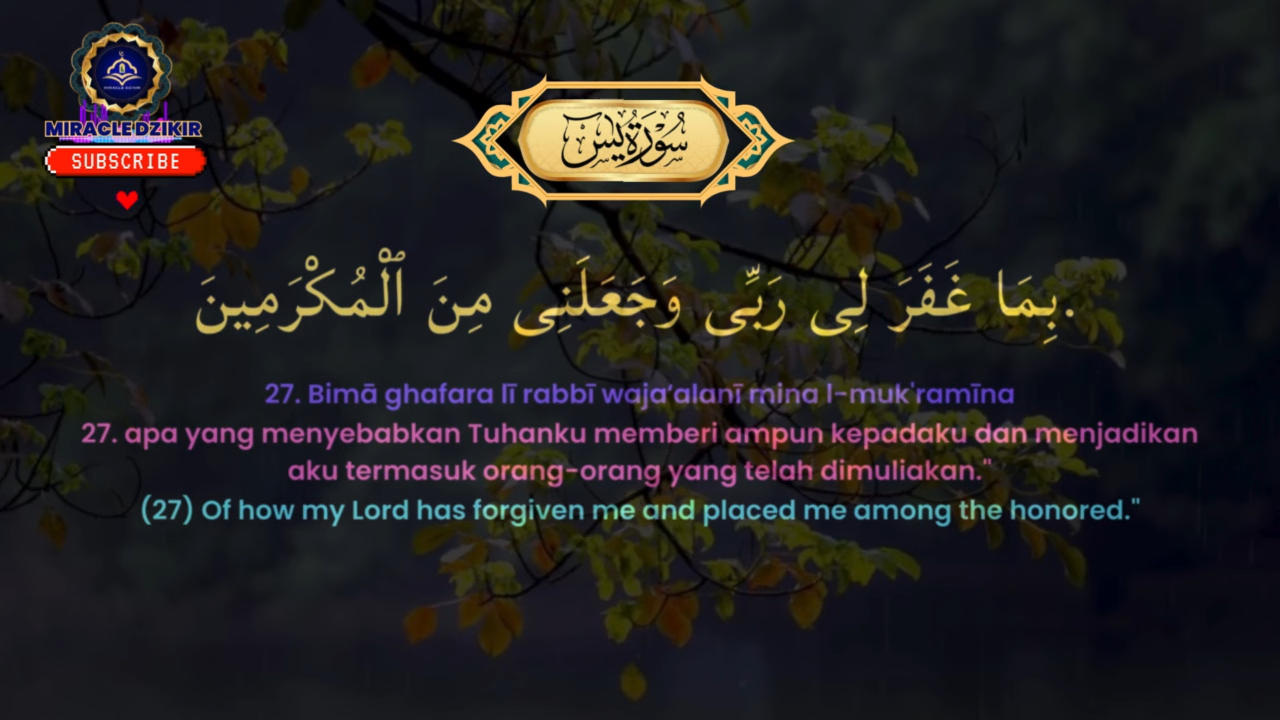 MIRACLE DZIKIR
SUBSCRIBE
سُوْرَةُ يٰسٓ
بِمَا غَفَرَ لِى رَبِّى وَجَعَلَنِى مِنَ ٱلْمُكْرَمِينَ.
27. Bimā ghafara lī rabbī waja'alanī mina l-muk'ramīna
27. apa yang menyebabkan Tuhanku memberi ampun kepadaku dan menjadikan
aku termasuk orang-orang yang telah dimuliakan."
(27) Of how my Lord has forgiven me and placed me among the honored."